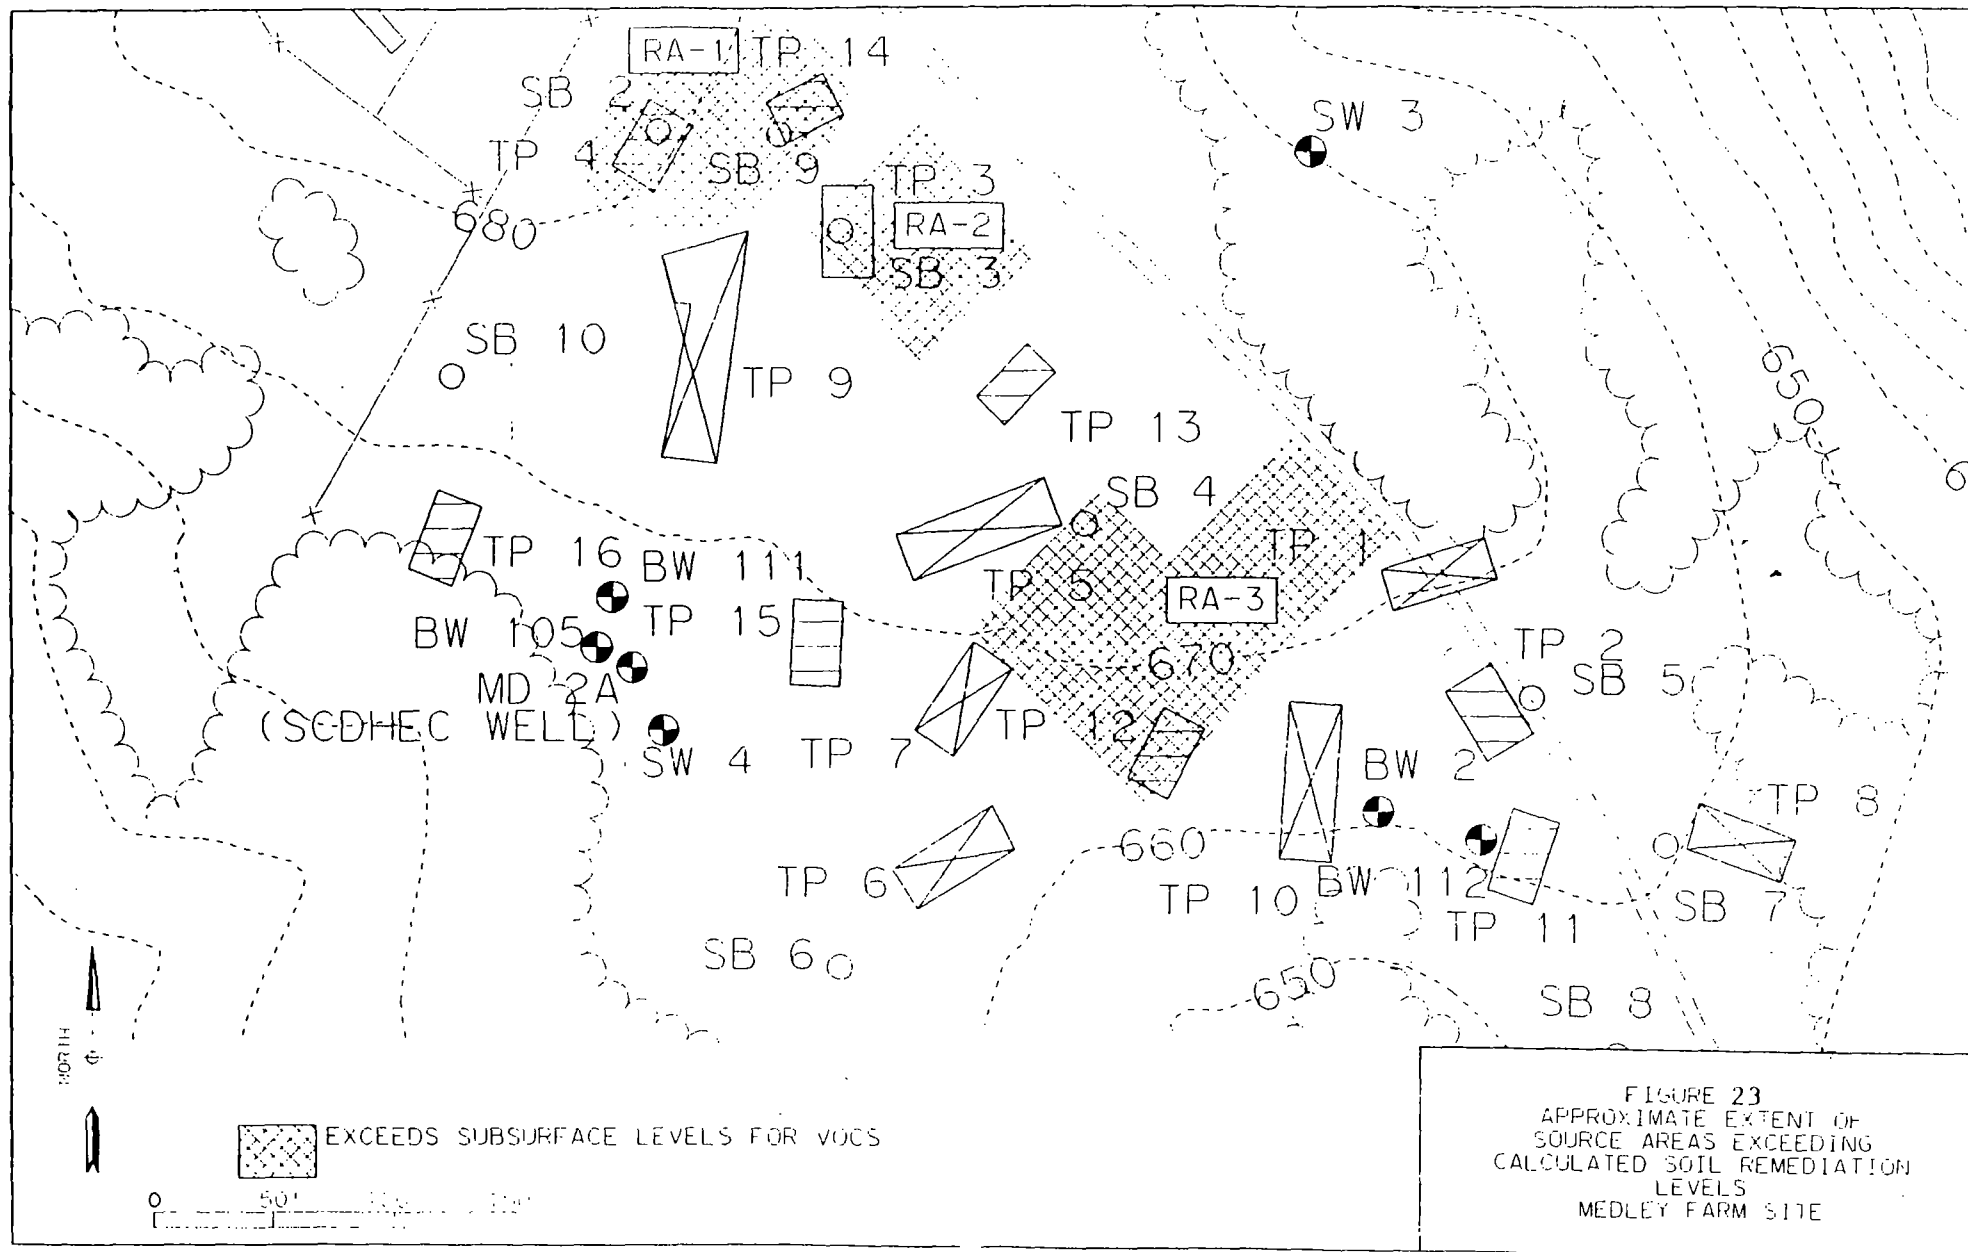 RA-1
TP 14
SB 2
SW 3
TP 4
SB 9
TP 3
680
RA-2
SB 3
SB 10
650
TP 9
TP 13
6
SB 4
TP 1
TP 16
BW 111
TP 5
RA-3
BW 105
TP 15
TP 2
670
SB 5
MD 2A
(SCDHEC WELL)
TP 12
SW 4
TP 7
BW 2
TP 8
660
TP 6
BW 112
TP 10
SB 7
TP 11
SB 6
650
SB 8
NORTH
EXCEEDS SUBSURFACE LEVELS FOR VOCS
0 50'
FIGURE 23
APPROXIMATE EXTENT OF
SOURCE AREAS EXCEEDING
CALCULATED SOIL REMEDIATION
LEVELS
MEDLEY FARM SITE